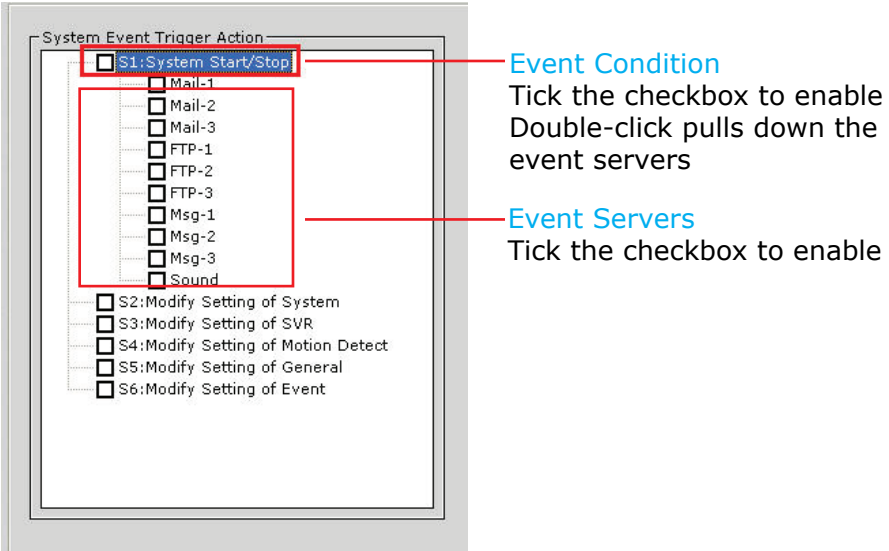 System Event Trigger Action
S1:System Start/Stop
Mail-1
Mail-2
Mail-3
FTP-1
FTP-2
FTP-3
Msg-1
Msg-2
Msg-3
Sound
S2:Modify Setting of System
S3:Modify Setting of SVR
S4:Modify Setting of Motion Detect
S5:Modify Setting of General
S6:Modify Setting of Event
Event Condition
Tick the checkbox to enable
Double-click pulls down the
event servers
Event Servers
Tick the checkbox to enable